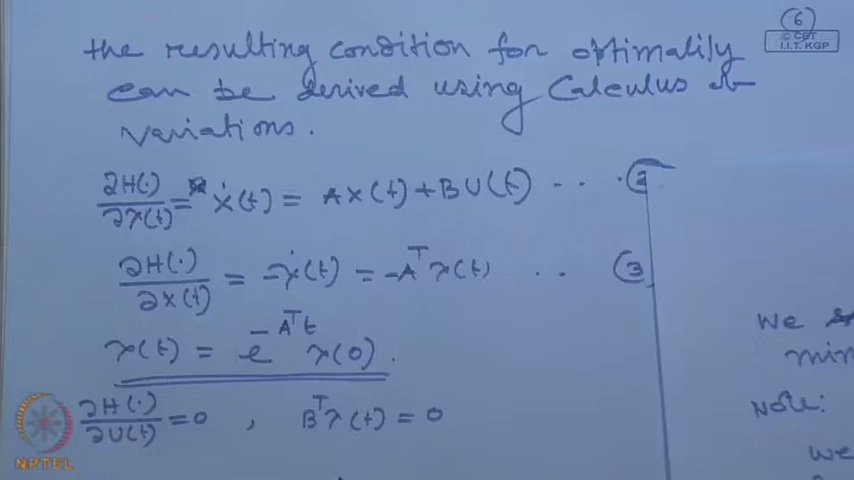 6
© CET
I.I.T. KGP
the resulting condition for optimality
can be derived using Calculus of
variations.
∂H(·)/∂λ(t) = ẋ(t) = Ax(t) + BU(t) .. .(2)
∂H(·)/∂x(t) = -λ̇(t) = -Aᵀλ(t) .. (3)
λ(t) = e^{-Aᵀt} λ(0).
∂H(·)/∂U(t) = 0 , Bᵀλ(t) = 0
We
min
Note:
we
NPTEL